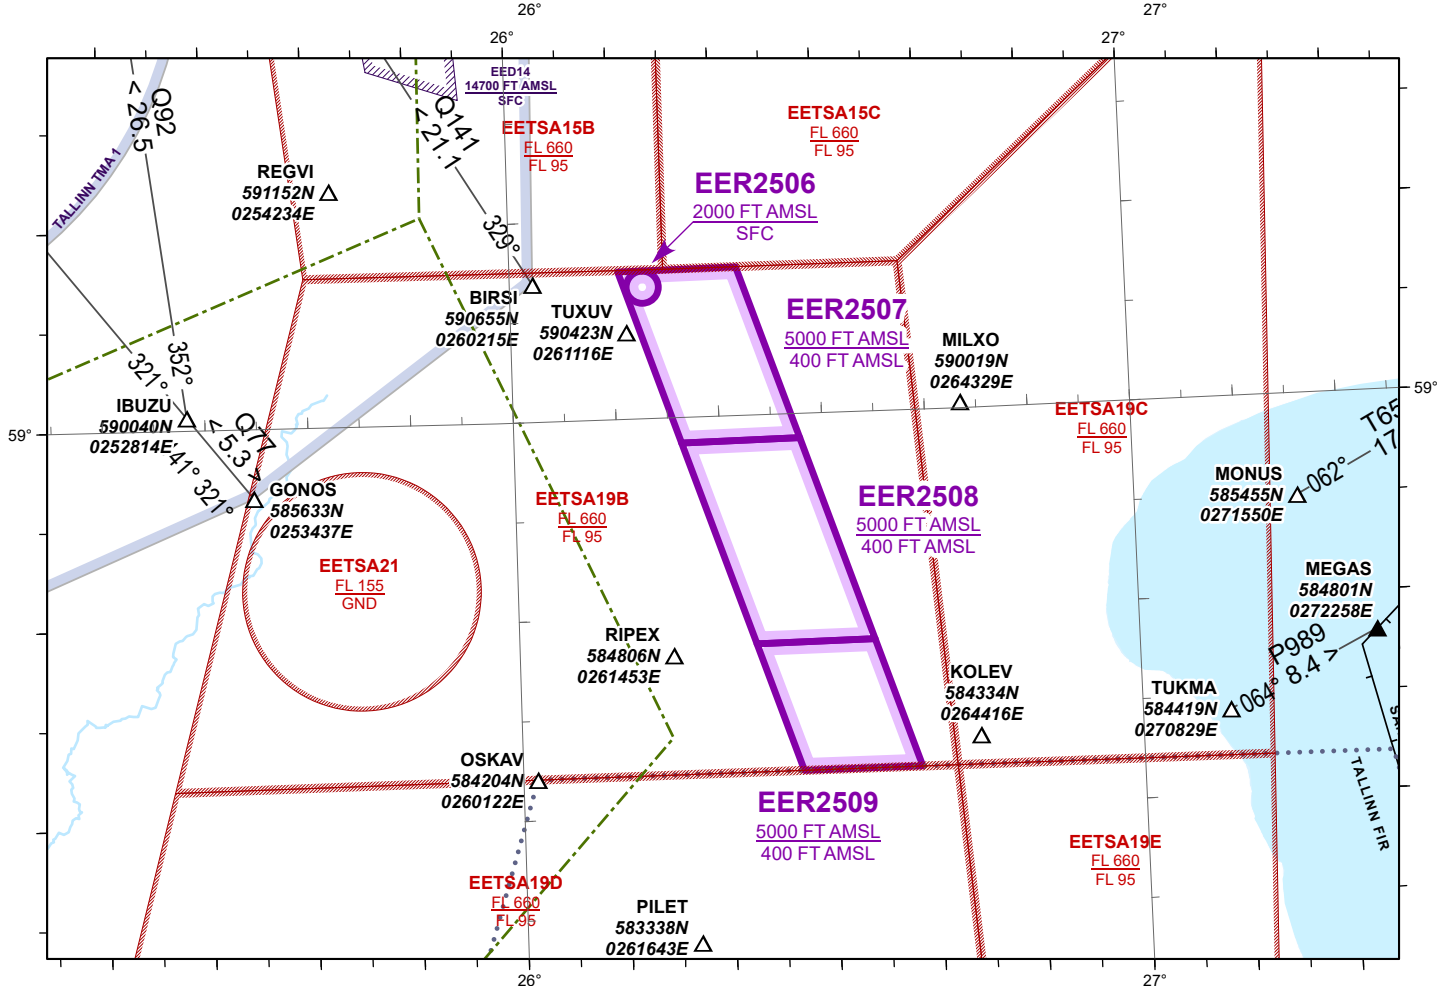 26°
27°
EED14
14700 FT AMSL
SFC
Q92
< 26.5
Q141
< 21.1
EETSA15B
FL 660
FL 95
EETSA15C
FL 660
FL 95
TALLINN TMA 1
REGVI
591152N
0254234E
EER2506
2000 FT AMSL
SFC
329°
BIRSI
590655N
0260215E
TUXUV
590423N
0261116E
EER2507
5000 FT AMSL
400 FT AMSL
MILXO
590019N
0264329E
321°
352°
IBUZU
590040N
0252814E
59°
59°
Q77
< 5.3 >
41°
321°
GONOS
585633N
0253437E
EETSA19C
FL 660
FL 95
T65
17
062°
MONUS
585455N
0271550E
EETSA19B
FL 660
FL 95
EER2508
5000 FT AMSL
400 FT AMSL
EETSA21
FL 155
GND
MEGAS
584801N
0272258E
P989
8.4 >
064°
RIPEX
584806N
0261453E
KOLEV
584334N
0264416E
TUKMA
584419N
0270829E
OSKAV
584204N
0260122E
EER2509
5000 FT AMSL
400 FT AMSL
TALLINN FIR
EETSA19E
FL 660
FL 95
EETSA19D
FL 660
FL 95
PILET
583338N
0261643E
26°
27°